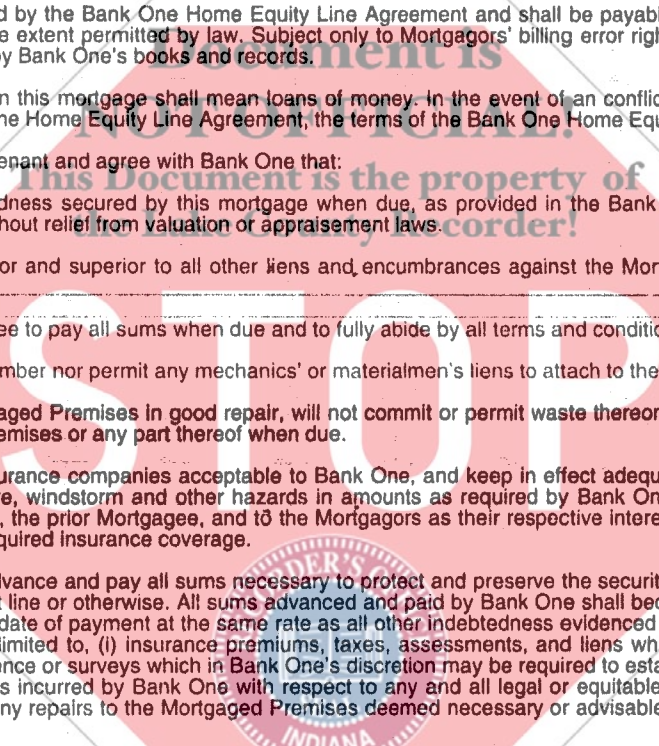 d by the Bank One Home Equity Line Agreement and shall be payabl
e extent permitted by law. Subject only to Mortgagors' billing error righ
by Bank One's books and records.
Document is
n this mortgage shall mean loans of money. In the event of an conflic
NOT OFFICIAL!
ne Home Equity Line Agreement, the terms of the Bank One Home Equ
enant and agree with Bank One that:
This Document is the property of
dness secured by this mortgage when due, as provided in the Bank
hout relief from valuation or appraisement laws.
the Lake County Recorder!
or and superior to all other liens and encumbrances against the Mor
ee to pay all sums when due and to fully abide by all terms and conditio
STOP
mber nor permit any mechanics' or materialmen's liens to attach to the
aged Premises in good repair, will not commit or permit waste thereon
emises or any part thereof when due.
urance companies acceptable to Bank One, and keep in effect adequ
e, windstorm and other hazards in amounts as required by Bank On
, the prior Mortgagee, and to the Mortgagors as their respective intere
quired insurance coverage.
dvance and pay all sums necessary to protect and preserve the securit
t line or otherwise. All sums advanced and paid by Bank One shall bec
date of payment at the same rate as all other indebtedness evidenced
limited to, (i) insurance premiums, taxes, assessments, and liens wh
ence or surveys which in Bank One's discretion may be required to esta
s incurred by Bank One with respect to any and all legal or equitable
ny repairs to the Mortgaged Premises deemed necessary or advisable
RECORDER'S OFFICE
INDIANA